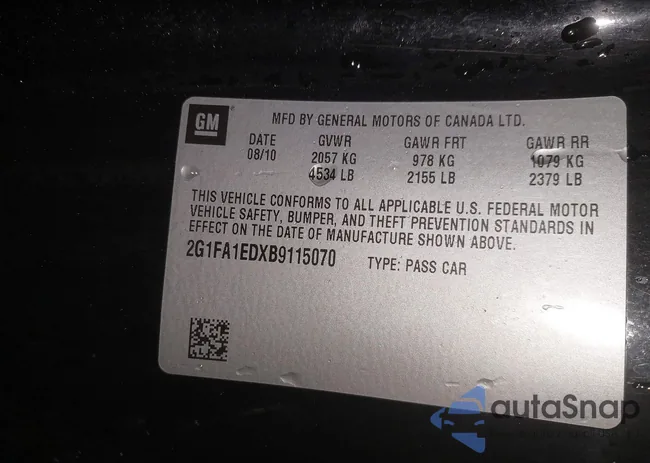 GM
MFD BY GENERAL MOTORS OF CANADA LTD.
DATE GVWR GAWR FRT GAWR RR
08/10 2057 KG 978 KG 1079 KG
4534 LB 2155 LB 2379 LB
THIS VEHICLE CONFORMS TO ALL APPLICABLE U.S. FEDERAL MOTOR
VEHICLE SAFETY, BUMPER, AND THEFT PREVENTION STANDARDS IN
EFFECT ON THE DATE OF MANUFACTURE SHOWN ABOVE.
2G1FA1EDXB9115070 TYPE: PASS CAR
autaSnap